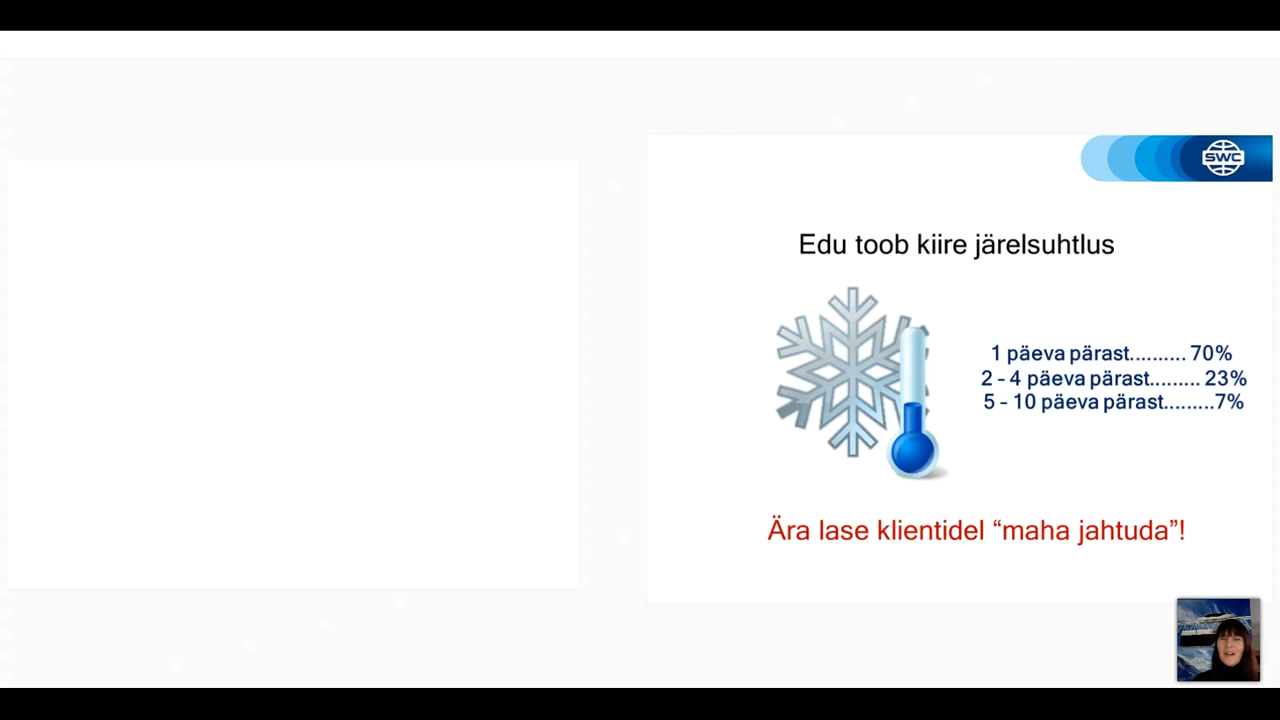 SWC
Edu toob kiire järelsuhtlus
1 päeva pärast.......... 70%
2 – 4 päeva pärast......... 23%
5 – 10 päeva pärast.........7%
Ära lase klientidel “maha jahtuda”!